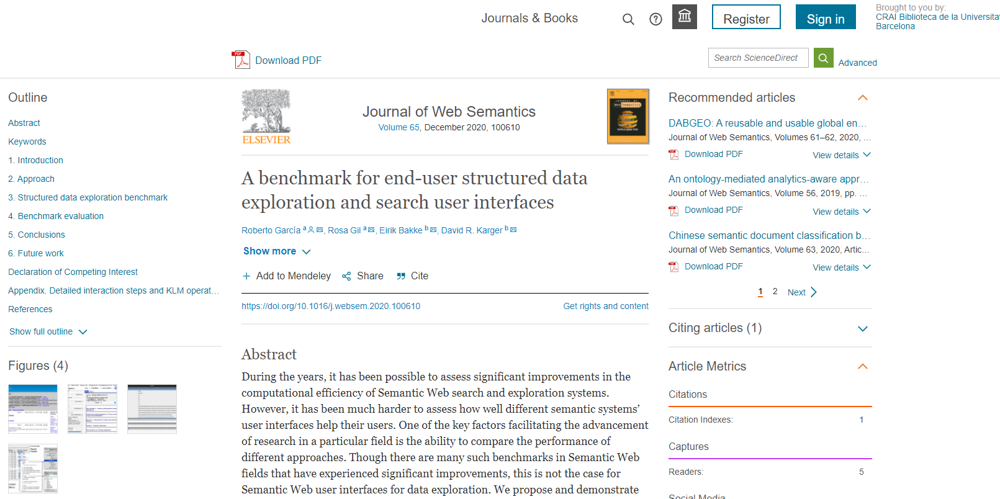 Journals & Books
Register
Sign in
Brought to you by:
CRAI Biblioteca de la Universitat
Barcelona
PDF
Download PDF
Search ScienceDirect
Advanced
Outline
Abstract
Keywords
1. Introduction
2. Approach
3. Structured data exploration benchmark
4. Benchmark evaluation
5. Conclusions
6. Future work
Declaration of Competing Interest
Appendix. Detailed interaction steps and KLM operat...
References
Show full outline
Figures (4)
ELSEVIER
Journal of Web Semantics
Volume 65, December 2020, 100610
JOURNAL OF
Web Semantics
A benchmark for end-user structured data
exploration and search user interfaces
Roberto García a, Rosa Gil a, Eirik Bakke b, David R. Karger b
Show more
Add to Mendeley
Share
Cite
https://doi.org/10.1016/j.websem.2020.100610
Get rights and content
Abstract
During the years, it has been possible to assess significant improvements in the
computational efficiency of Semantic Web search and exploration systems.
However, it has been much harder to assess how well different semantic systems’
user interfaces help their users. One of the key factors facilitating the advancement
of research in a particular field is the ability to compare the performance of
different approaches. Though there are many such benchmarks in Semantic Web
fields that have experienced significant improvements, this is not the case for
Semantic Web user interfaces for data exploration. We propose and demonstrate
Recommended articles
DABGEO: A reusable and usable global en...
Journal of Web Semantics, Volumes 61–62, 2020, ...
Download PDF
View details
An ontology-mediated analytics-aware appr...
Journal of Web Semantics, Volume 56, 2019, pp. ...
Download PDF
View details
Chinese semantic document classification b...
Journal of Web Semantics, Volume 63, 2020, Artic...
Download PDF
View details
1 2 Next
Citing articles (1)
Article Metrics
Citations
Citation Indexes: 1
Captures
Readers: 5
Social Media